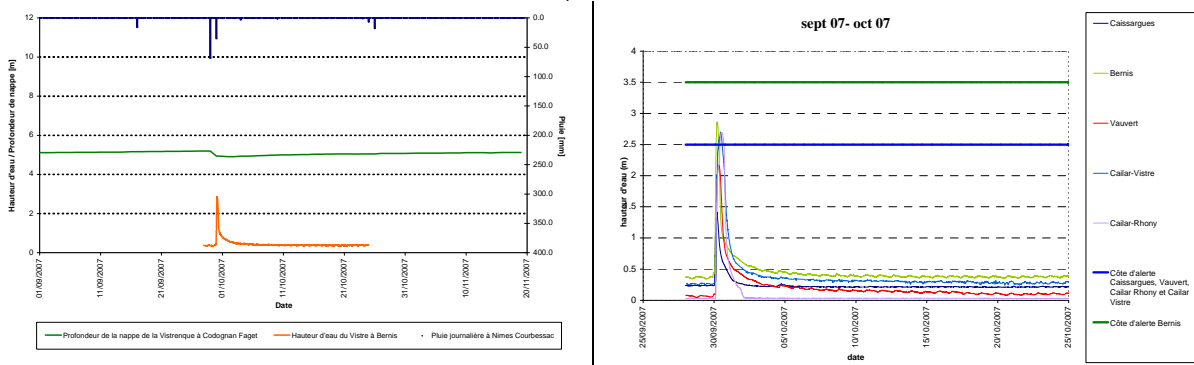 12
10
8
6
4
2
0
Hauteur d'eau / Profondeur de nappe [m]
0.0
50.0
100.0
150.0
200.0
250.0
300.0
350.0
400.0
Pluie [mm]
01/09/2007
11/09/2007
21/09/2007
01/10/2007
11/10/2007
21/10/2007
31/10/2007
10/11/2007
20/11/2007
Date
Profondeur de la nappe de la Vistrenque à Codognan Faget
Hauteur d'eau du Vistre à Bernis
Pluie journalière à Nimes Courbessac
sept 07- oct 07
4
3.5
3
2.5
2
1.5
1
0.5
0
hauteur d'eau (m)
25/09/2007
30/09/2007
05/10/2007
10/10/2007
15/10/2007
20/10/2007
25/10/2007
date
Caissargues
Bernis
Vauvert
Cailar-Vistre
Cailar-Rhony
Côte d'alerte
Caissargues, Vauvert,
Cailar Rhony et Cailar
Vistre
Côte d'alerte Bernis